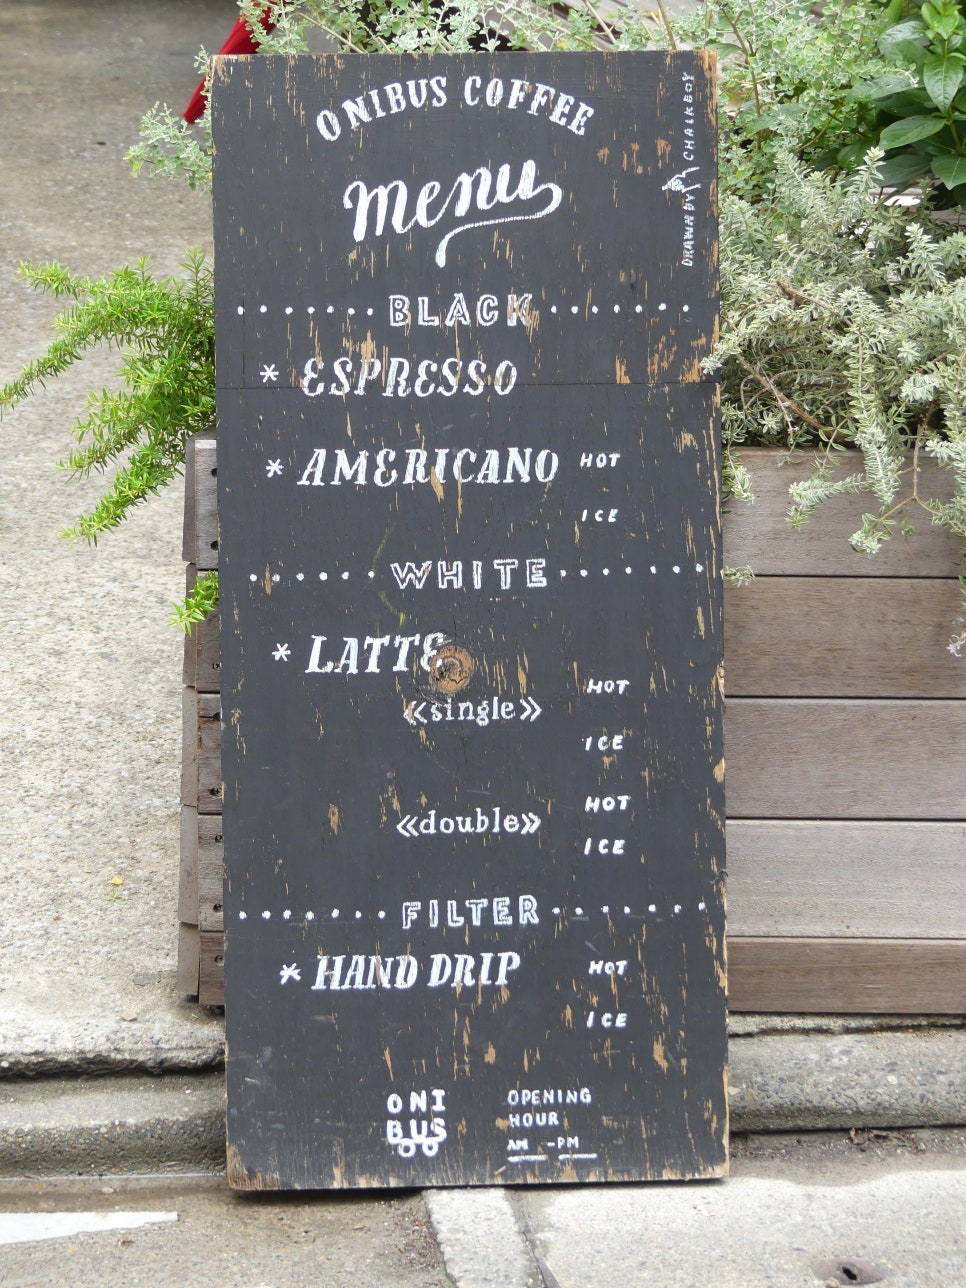 ONIBUS COFFEE
menu
DRAWN BY CHALKBOY
BLACK
* ESPRESSO
* AMERICANO HOT
ICE
WHITE
* LATTE
HOT
«single»
ICE
HOT
«double»
ICE
FILTER
* HAND DRIP HOT
ICE
ONI
BUS
OPENING
HOUR
AM -PM